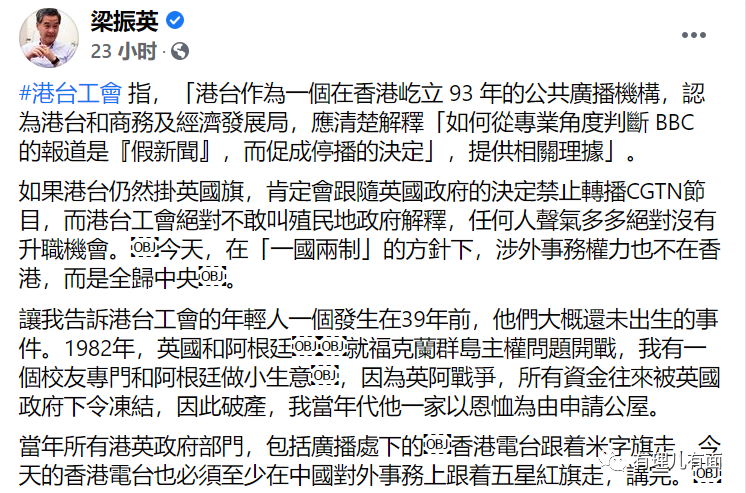 梁振英
23 小时
#港台工會 指，「港台作為一個在香港屹立 93 年的公共廣播機構，認
為港台和商務及經濟發展局，應清楚解釋「如何從專業角度判斷 BBC
的報道是『假新聞』，而促成停播的決定」，提供相關理據」。
如果港台仍然掛英國旗，肯定會跟隨英國政府的決定禁止轉播CGTN節
目，而港台工會絕對不敢叫殖民地政府解釋，任何人聲氣多多絕對沒有
升職機會。OBJ今天，在「一國兩制」的方針下，涉外事務權力也不在香
港，而是全歸中央OBJ。
讓我告訴港台工會的年輕人一個發生在39年前，他們大概還未出生的事
件。1982年，英國和阿根廷OBJOBJ就福克蘭群島主權問題開戰，我有一
個校友專門和阿根廷做小生意OBJ，因為英阿戰爭，所有資金往來被英國
政府下令凍結，因此破產，我當年代他一家以恩恤為由申請公屋。
當年所有港英政府部門，包括廣播處下的OBJ香港電台跟着米字旗走，今
天的香港電台也必須至少在中國對外事務上跟着五星紅旗走，講完。OBJ
有理儿有面